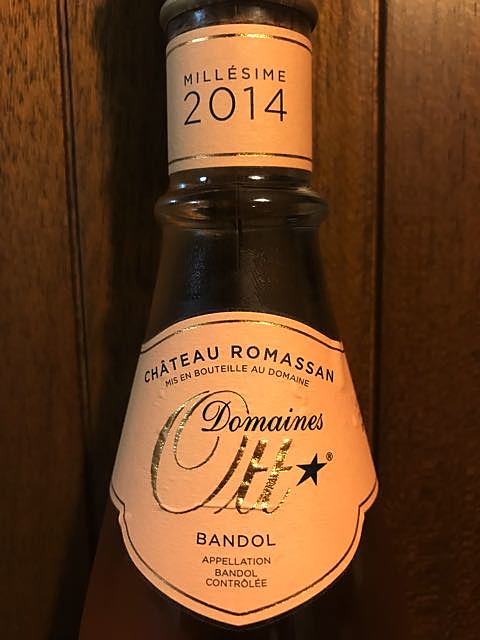 MILLÉSIME
2014
CHÂTEAU ROMASSAN
MIS EN BOUTEILLE AU DOMAINE
Domaines
Ott ★®
BANDOL
APPELLATION
BANDOL
CONTRÔLÉE